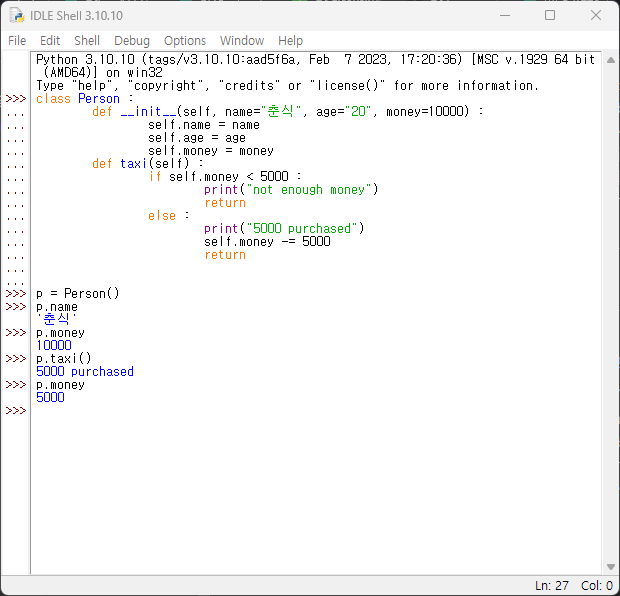 IDLE Shell 3.10.10
File Edit Shell Debug Options Window Help
Python 3.10.10 (tags/v3.10.10:aad5f6a, Feb  7 2023, 17:20:36) [MSC v.1929 64 bit
 (AMD64)] on win32
Type "help", "copyright", "credits" or "license()" for more information.
>>> class Person :
...         def __init__(self, name="춘식", age="20", money=10000) :
...                 self.name = name
...                 self.age = age
...                 self.money = money
...         def taxi(self) :
...                 if self.money < 5000 :
...                         print("not enough money")
...                         return
...                 else :
...                         print("5000 purchased")
...                         self.money -= 5000
...                         return
...
...
>>> p = Person()
>>> p.name
'춘식'
>>> p.money
10000
>>> p.taxi()
5000 purchased
>>> p.money
5000
>>>
Ln: 27 Col: 0